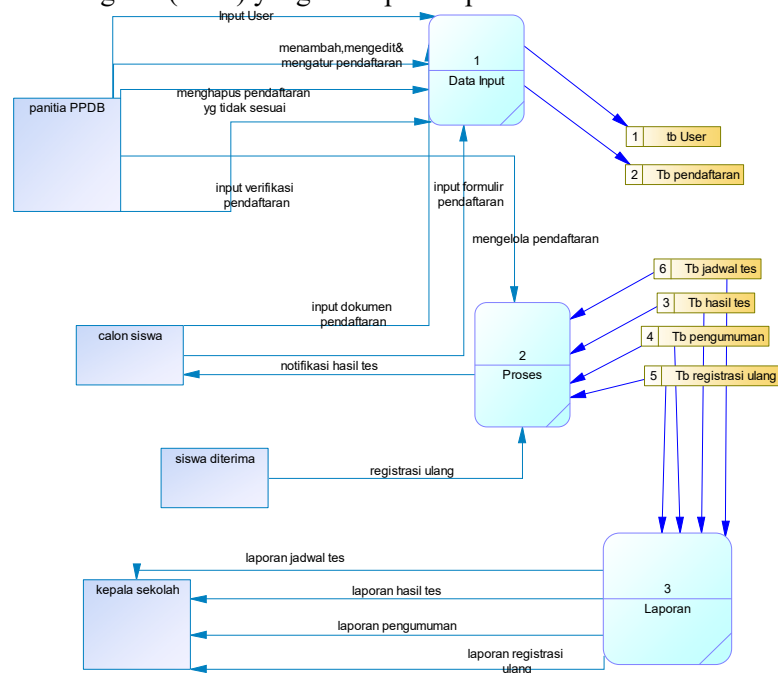 (    ) yang
Input User
menambah,mengedit&
mengatur pendaftaran
1
Data Input
panitia PPDB
menghapus pendaftaran
yg tidak sesuai
1 tb User
2 Tb pendaftaran
input verifikasi
pendaftaran
input formulir
pendaftaran
mengelola pendaftaran
6 Tb jadwal tes
3 Tb hasil tes
4 Tb pengumuman
5 Tb registrasi ulang
input dokumen
pendaftaran
calon siswa
notifikasi hasil tes
2
Proses
siswa diterima
registrasi ulang
laporan jadwal tes
kepala sekolah
laporan hasil tes
3
Laporan
laporan pengumuman
laporan registrasi
ulang